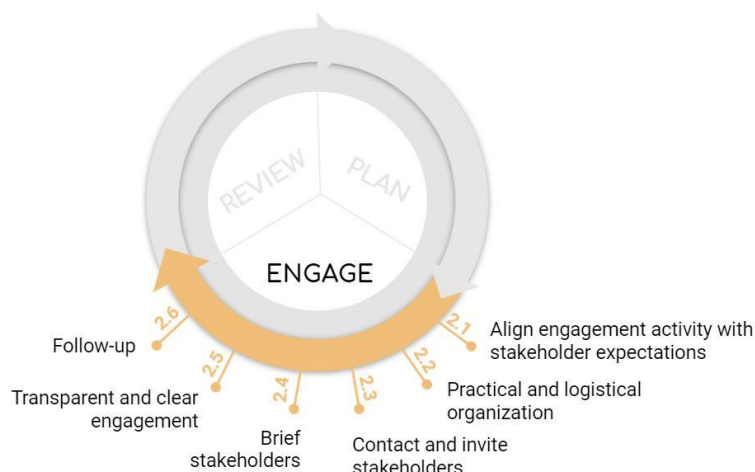 REVIEW
PLAN
ENGAGE
2.1
Align engagement activity with
stakeholder expectations
2.2
Practical and logistical
organization
2.3
Contact and invite
stakeholders
2.4
Brief
stakeholders
2.5
Transparent and clear
engagement
2.6
Follow-up